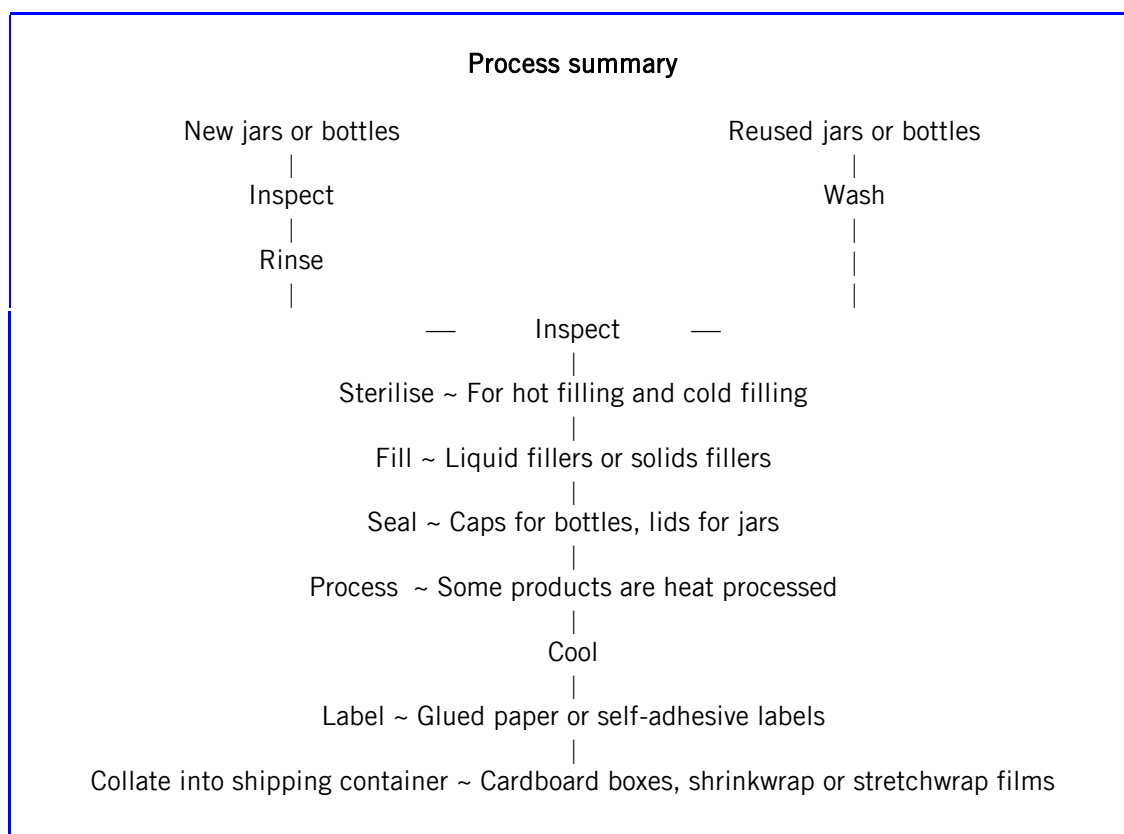 Process summary
New jars or bottles Reused jars or bottles
|  |
Inspect Wash
|  |
Rinse |
|  |
— Inspect —
|
Sterilise ~ For hot filling and cold filling
|
Fill ~ Liquid fillers or solids fillers
|
Seal ~ Caps for bottles, lids for jars
|
Process ~ Some products are heat processed
|
Cool
|
Label ~ Glued paper or self-adhesive labels
|
Collate into shipping container ~ Cardboard boxes, shrinkwrap or stretchwrap films